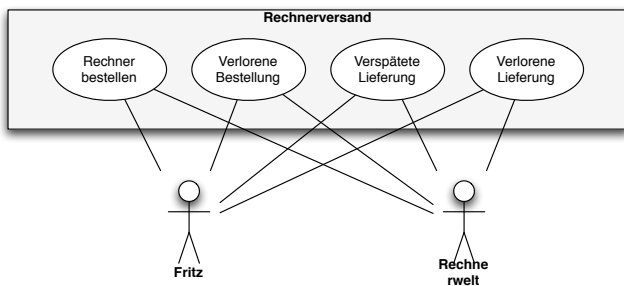 Rechnerversand
Rechner
bestellen
Verlorene
Bestellung
Verspätete
Lieferung
Verlorene
Lieferung
Fritz
Rechne
rwelt